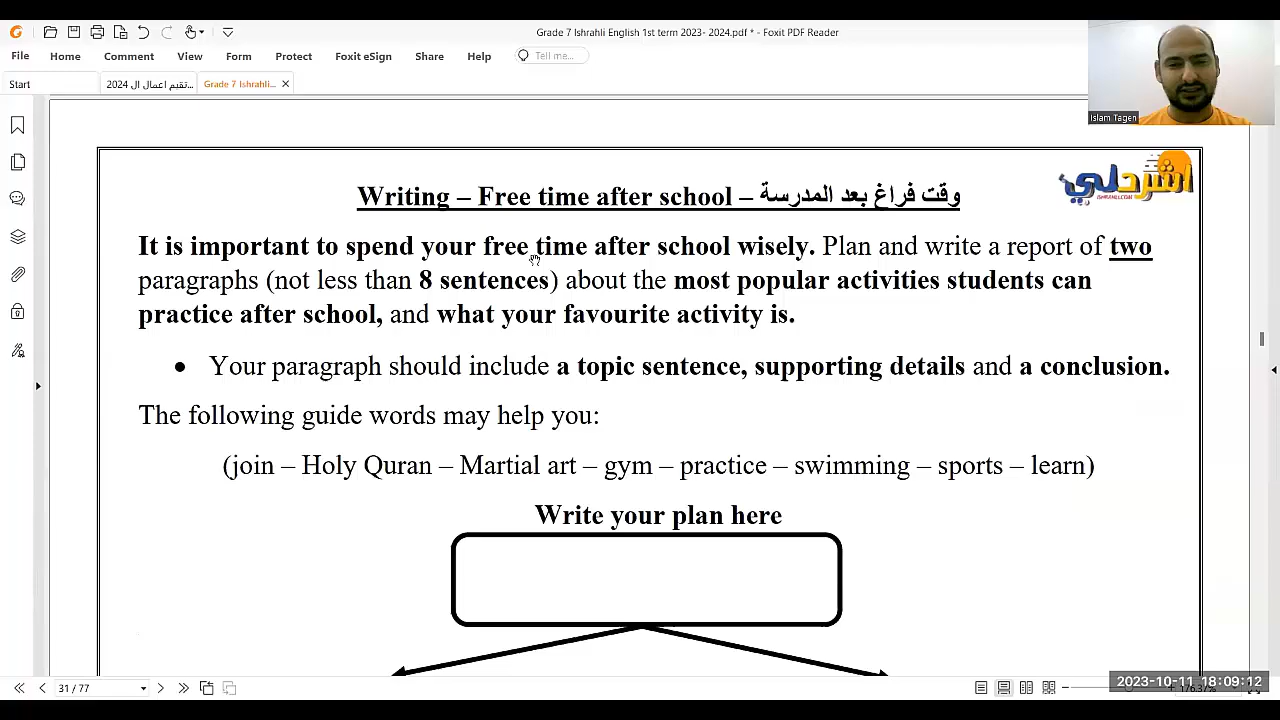 Grade 7 Ishrahli English 1st term 2023- 2024.pdf * - Foxit PDF Reader
File Home Comment View Form Protect Foxit eSign Share Help Tell me...
Start تقيم اعمال ال 2024... Grade 7 Ishrahli...
Islam Tagen
Writing – Free time after school – وقت فراغ بعد المدرسة
اشرحلي
ISHRAHLI.COM
It is important to spend your free time after school wisely. Plan and write a report of two
paragraphs (not less than 8 sentences) about the most popular activities students can
practice after school, and what your favourite activity is.
• Your paragraph should include a topic sentence, supporting details and a conclusion.
The following guide words may help you:
(join – Holy Quran – Martial art – gym – practice – swimming – sports – learn)
Write your plan here
31 / 77
2023-10-11 18:09:12